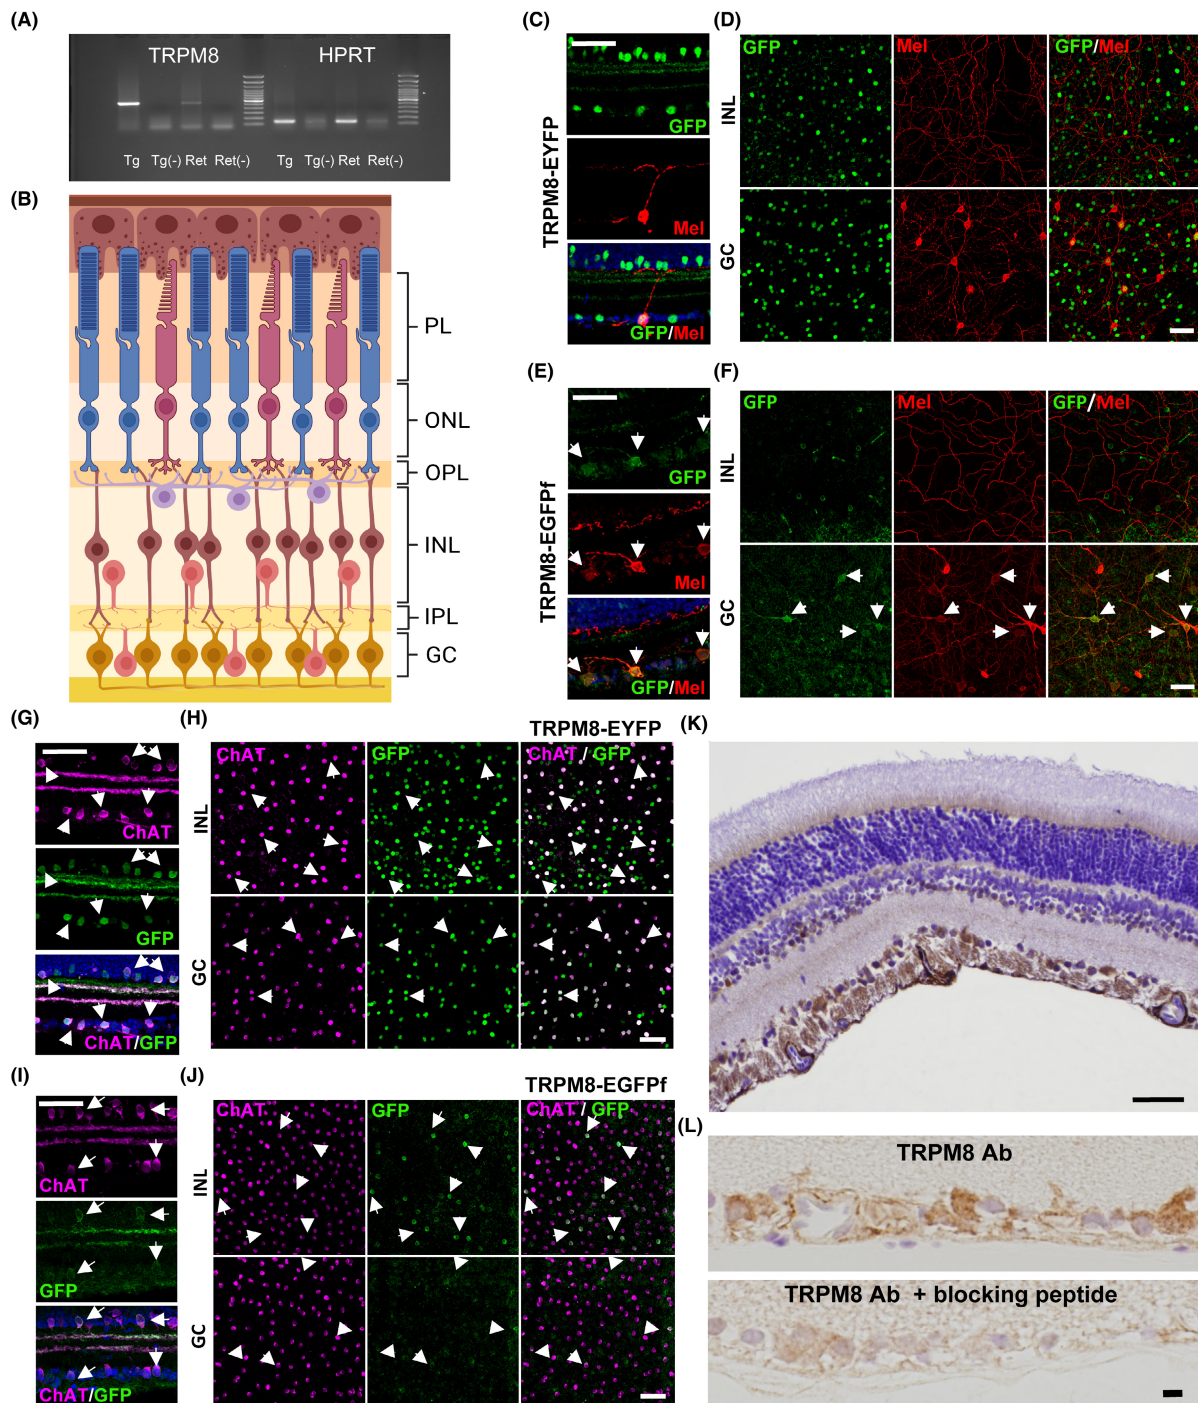 (A)
TRPM8 HPRT
Tg Tg(-) Ret Ret(-) Tg Tg(-) Ret Ret(-)
(B)
PL
ONL
OPL
INL
IPL
GC
(C)
TRPM8-EYFP
GFP
Mel
GFP/Mel
(D)
GFP Mel GFP/Mel
INL
GC
(E)
TRPM8-EGFPf
GFP
Mel
GFP/Mel
(F)
GFP Mel GFP/Mel
INL
GC
(G)
ChAT
GFP
ChAT/GFP
(H)
TRPM8-EYFP
ChAT GFP ChAT/GFP
INL
GC
(I)
ChAT
GFP
ChAT/GFP
(J)
TRPM8-EGFPf
ChAT GFP ChAT/GFP
INL
GC
(K)
(L)
TRPM8 Ab
TRPM8 Ab + blocking peptide